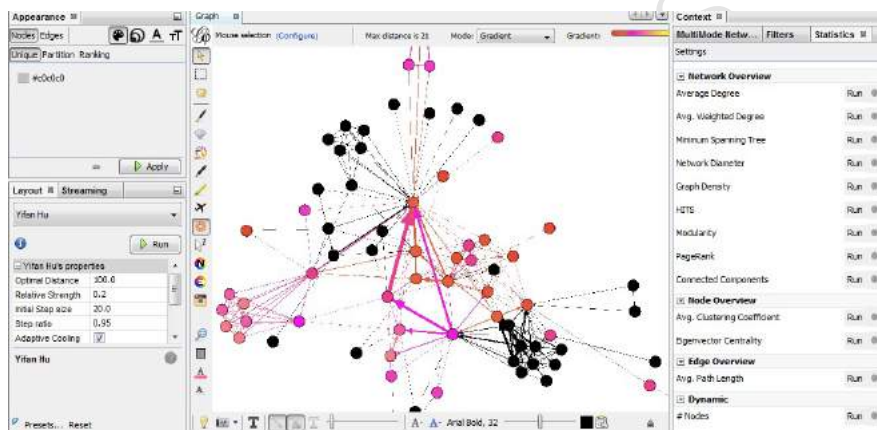 Appearance
Nodes Edges
Unique Partition Ranking
#c0c0c0
Apply
Layout Streaming
Yifan Hu
Run
Yifan Hu's properties
Optimal Distance 100.0
Relative Strength 0.2
Initial Step size 20.0
Step ratio 0.95
Adaptive Cooling
Yifan Hu
Presets... Reset
Graph
Mouse selection (Configure) Max distance is 21 Mode: Gradient Gradient:
A- A- Arial Bold, 32
Context
MultiMode Netw... Filters Statistics
Settings
Network Overview
Average Degree Run
Avg. Weighted Degree Run
Minimum Spanning Tree Run
Network Diameter Run
Graph Density Run
HITS Run
Modularity Run
PageRank Run
Connected Components Run
Node Overview
Avg. Clustering Coefficient Run
Eigenvector Centrality Run
Edge Overview
Avg. Path Length Run
Dynamic
# Nodes Run